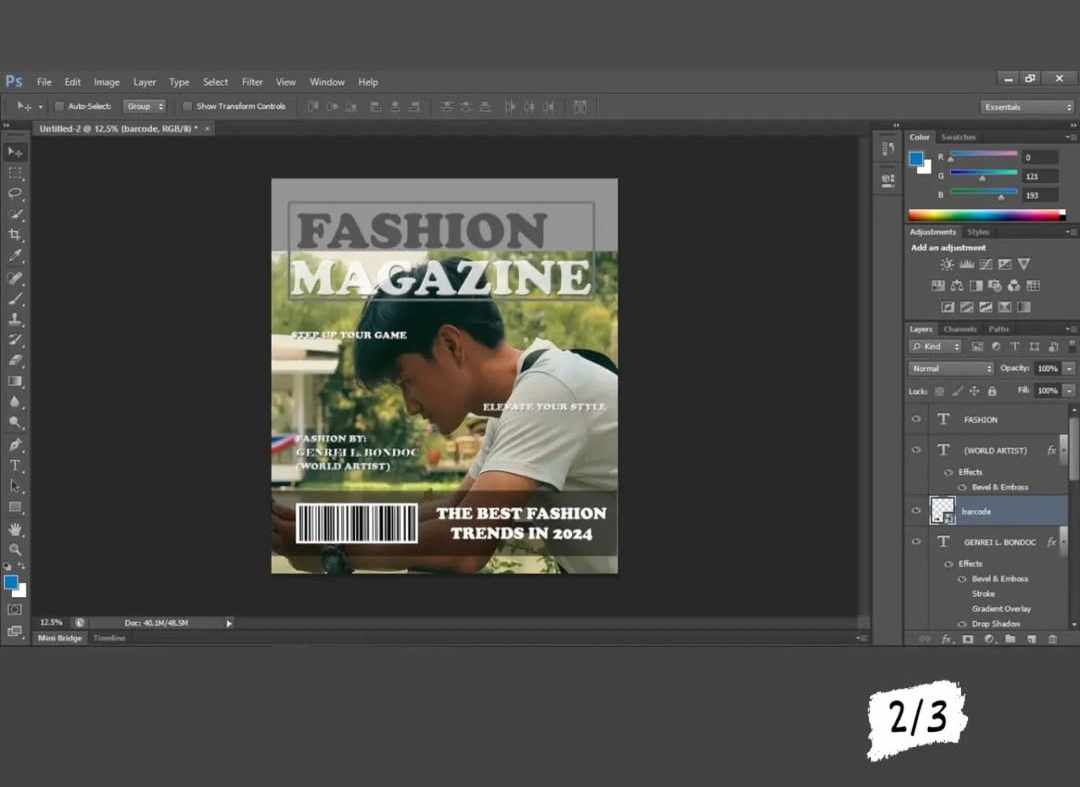 Ps File Edit Image Layer Type Select Filter View Window Help
Auto-Select: Group Show Transform Controls Essentials
Untitled-2 @ 12.5% (barcode, RGB/8) * ×
Color Swatches
R 0
G 121
B 193
Adjustments Styles
Add an adjustment
Layers Channels Paths
Kind
Normal Opacity: 100%
Lock: Fill: 100%
T FASHION
T (WORLD ARTIST) fx
Effects
Bevel & Emboss
barcode
T GENREI L. BONDOC fx
Effects
Bevel & Emboss
Stroke
Gradient Overlay
Drop Shadow
FASHION
MAGAZINE
STEP UP YOUR GAME
ELEVATE YOUR STYLE
FASHION BY:
GENREI L. BONDOC
(WORLD ARTIST)
THE BEST FASHION
TRENDS IN 2024
12.5% Doc: 40.1M/48.5M
Mini Bridge Timeline
2/3